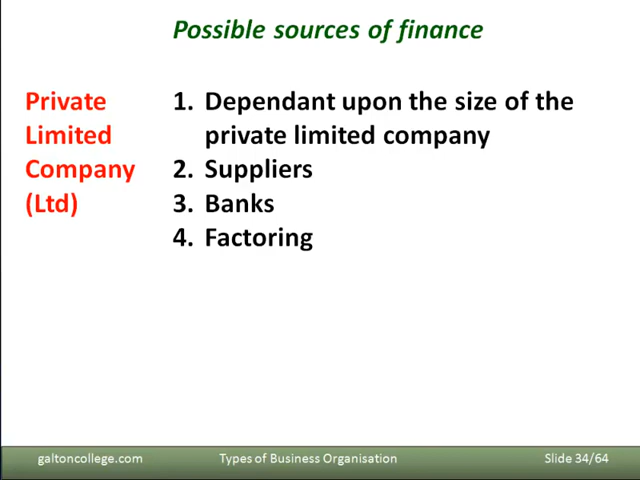 Possible sources of finance
Private
Limited
Company
(Ltd)
1. Dependant upon the size of the
private limited company
2. Suppliers
3. Banks
4. Factoring
galtoncollege.com
Types of Business Organisation
Slide 34/64